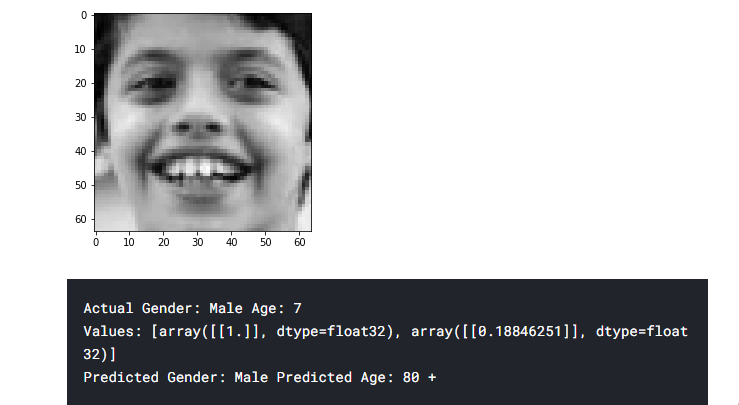 0
10
20
30
40
50
60
0 10 20 30 40 50 60
Actual Gender: Male Age: 7
Values: [array([[1.]], dtype=float32), array([[0.18846251]], dtype=float
32)]
Predicted Gender: Male Predicted Age: 80 +